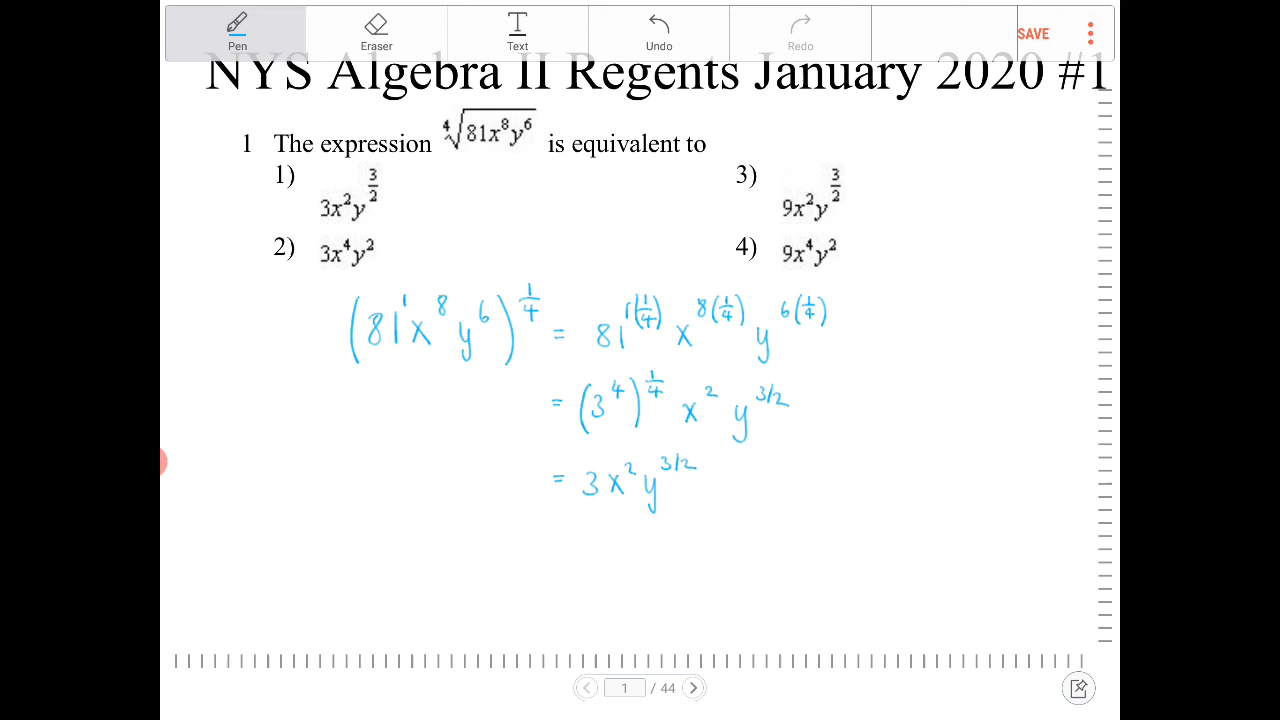 Pen Eraser Text Undo Redo SAVE
NYS Algebra II Regents January 2020 #1
1 The expression ∜(81x⁸y⁶) is equivalent to
1) 3x²y^(3/2)
3) 9x²y^(3/2)
2) 3x⁴y²
4) 9x⁴y²
(81¹x⁸y⁶)^(1/4) = 81^(1(1/4)) x^(8(1/4)) y^(6(1/4))
= (3⁴)^(1/4) x² y^(3/2)
= 3x²y^(3/2)
1 / 44